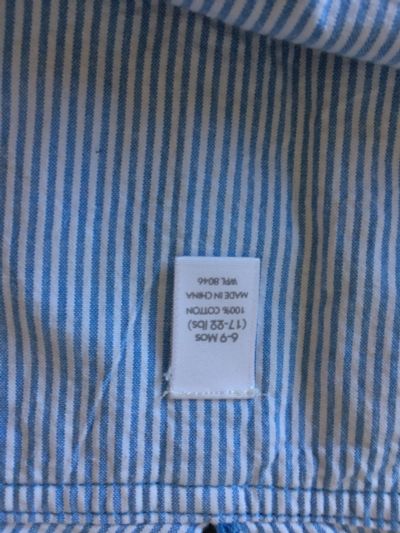 6-9 Mos
(17-22 lbs)
100% COTTON
MADE IN CHINA
WPL 8046